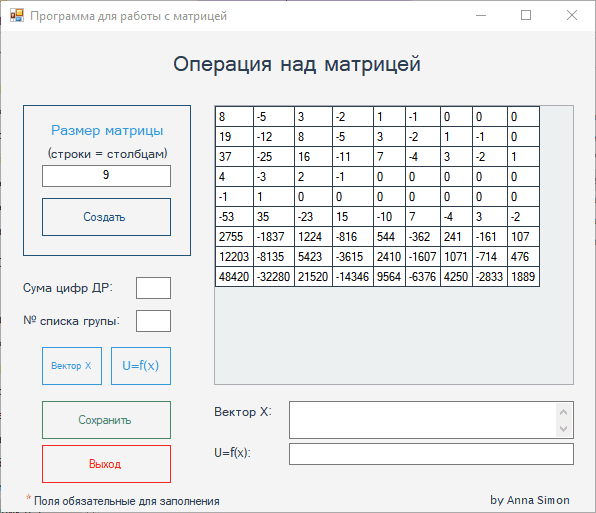 Программа для работы с матрицей
Операция над матрицей
Размер матрицы
(строки = столбцам)
9
Создать
8 -5 3 -2 1 -1 0 0 0
19 -12 8 -5 3 -2 1 -1 0
37 -25 16 -11 7 -4 3 -2 1
4 -3 2 -1 0 0 0 0 0
-1 1 0 0 0 0 0 0 0
-53 35 -23 15 -10 7 -4 3 -2
2755 -1837 1224 -816 544 -362 241 -161 107
12203 -8135 5423 -3615 2410 -1607 1071 -714 476
48420 -32280 21520 -14346 9564 -6376 4250 -2833 1889
Сума цифр ДР:
№ списка групы:
Вектор X
U=f(x)
Сохранить
Выход
Вектор X:
U=f(x):
* Поля обязательные для заполнения
by Anna Simon